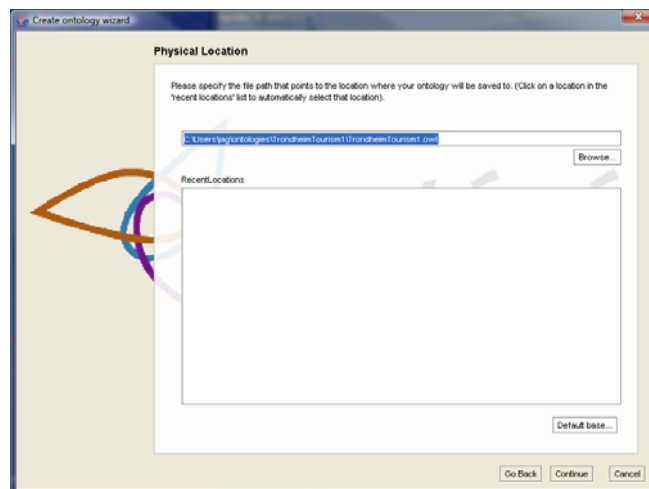 Create ontology wizard
Physical Location
Please specify the file path that points to the location where your ontology will be saved to. (Click on a location in the
'recent locations' list to automatically select that location).
C:\Users\jag\ontologies\TrondheimTourism1\TrondheimTourism1.owl
Browse...
RecentLocations
Default base...
Go Back Continue Cancel